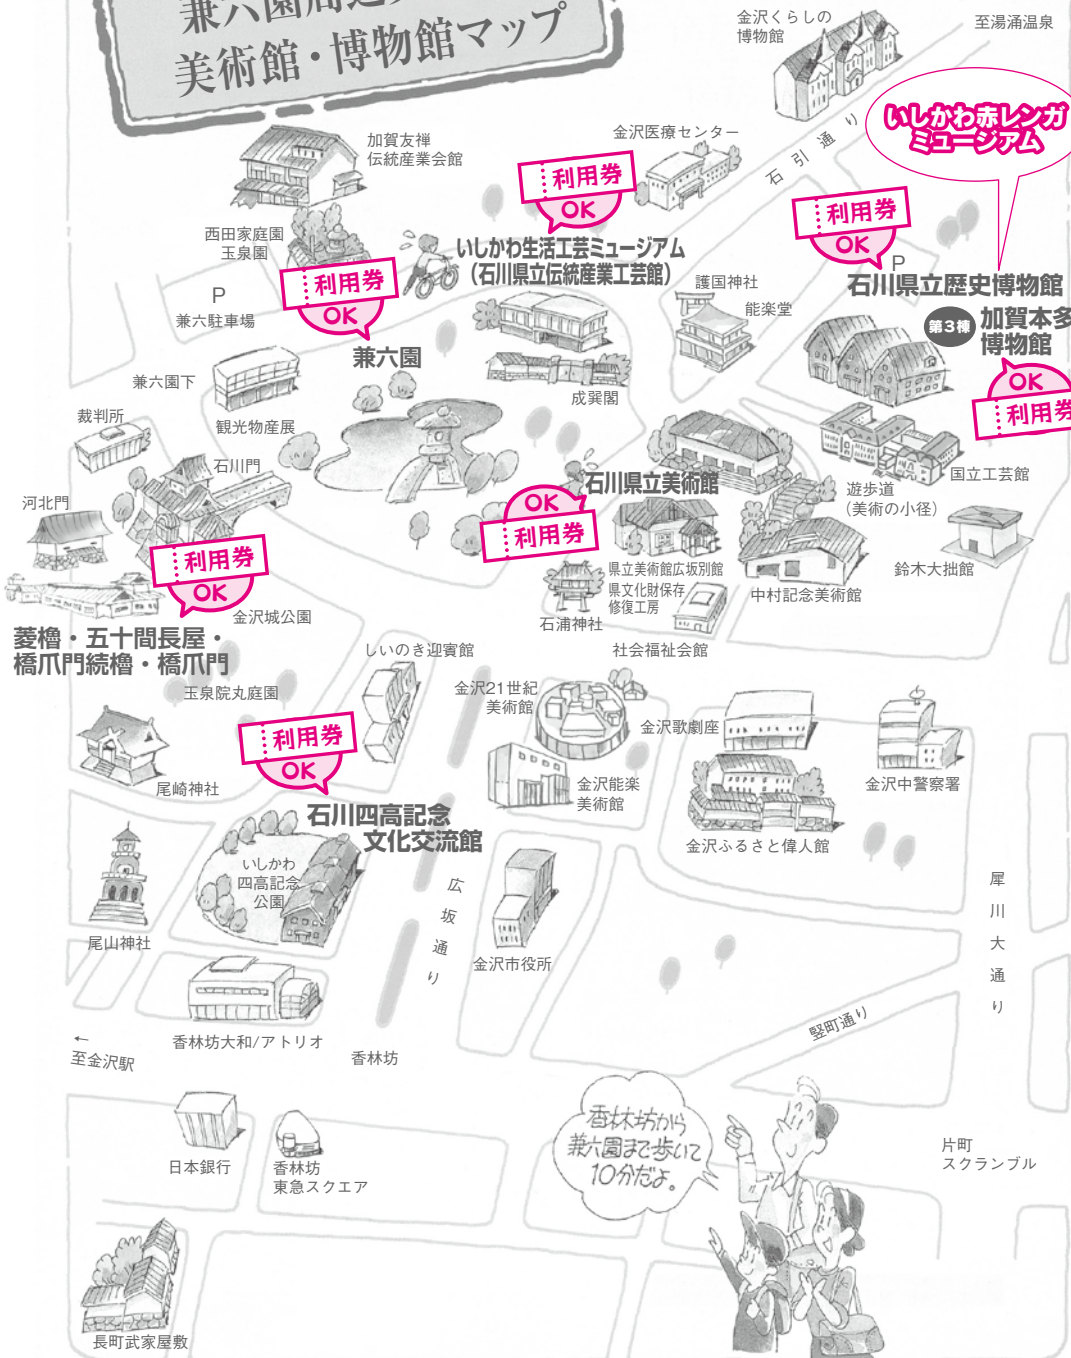 美術館・博物館マップ
金沢くらしの
博物館
至湯涌温泉
いしかわ赤レンガ
ミュージアム
石引通り
金沢医療センター
加賀友禅
伝統産業会館
利用券
OK
利用券
OK
P
西田家庭園
玉泉園
いしかわ生活工芸ミュージアム
(石川県立伝統産業工芸館)
石川県立歴史博物館
第3棟
加賀本多
博物館
OK
利用券
護国神社
能楽堂
利用券
OK
P
兼六駐車場
兼六園
兼六園下
成巽閣
裁判所
観光物産展
石川門
石川県立美術館
OK
利用券
国立工芸館
遊歩道
(美術の小径)
河北門
利用券
OK
金沢城公園
県立美術館広坂別館
県文化財保存
修復工房
中村記念美術館
鈴木大拙館
石浦神社
社会福祉会館
菱櫓・五十間長屋・
橋爪門続櫓・橋爪門
しいのき迎賓館
玉泉院丸庭園
金沢21世紀
美術館
金沢歌劇座
利用券
OK
尾崎神社
金沢能楽
美術館
金沢中警察署
石川四高記念
文化交流館
金沢ふるさと偉人館
いしかわ
四高記念
公園
広坂通り
犀川大通り
尾山神社
金沢市役所
竪町通り
香林坊大和/アトリオ
香林坊
←
至金沢駅
香林坊から
兼六園まで歩いて
10分だよ。
日本銀行
香林坊
東急スクエア
片町
スクランブル
長町武家屋敷